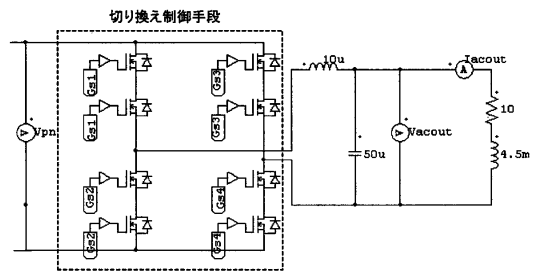 切り換え制御手段
10u
Iacout
A
Gs1
Gs3
Gs1
Gs3
V
Vpn
V
Vacout
10
50u
4.5m
Gs2
Gs4
Gs2
Gs4